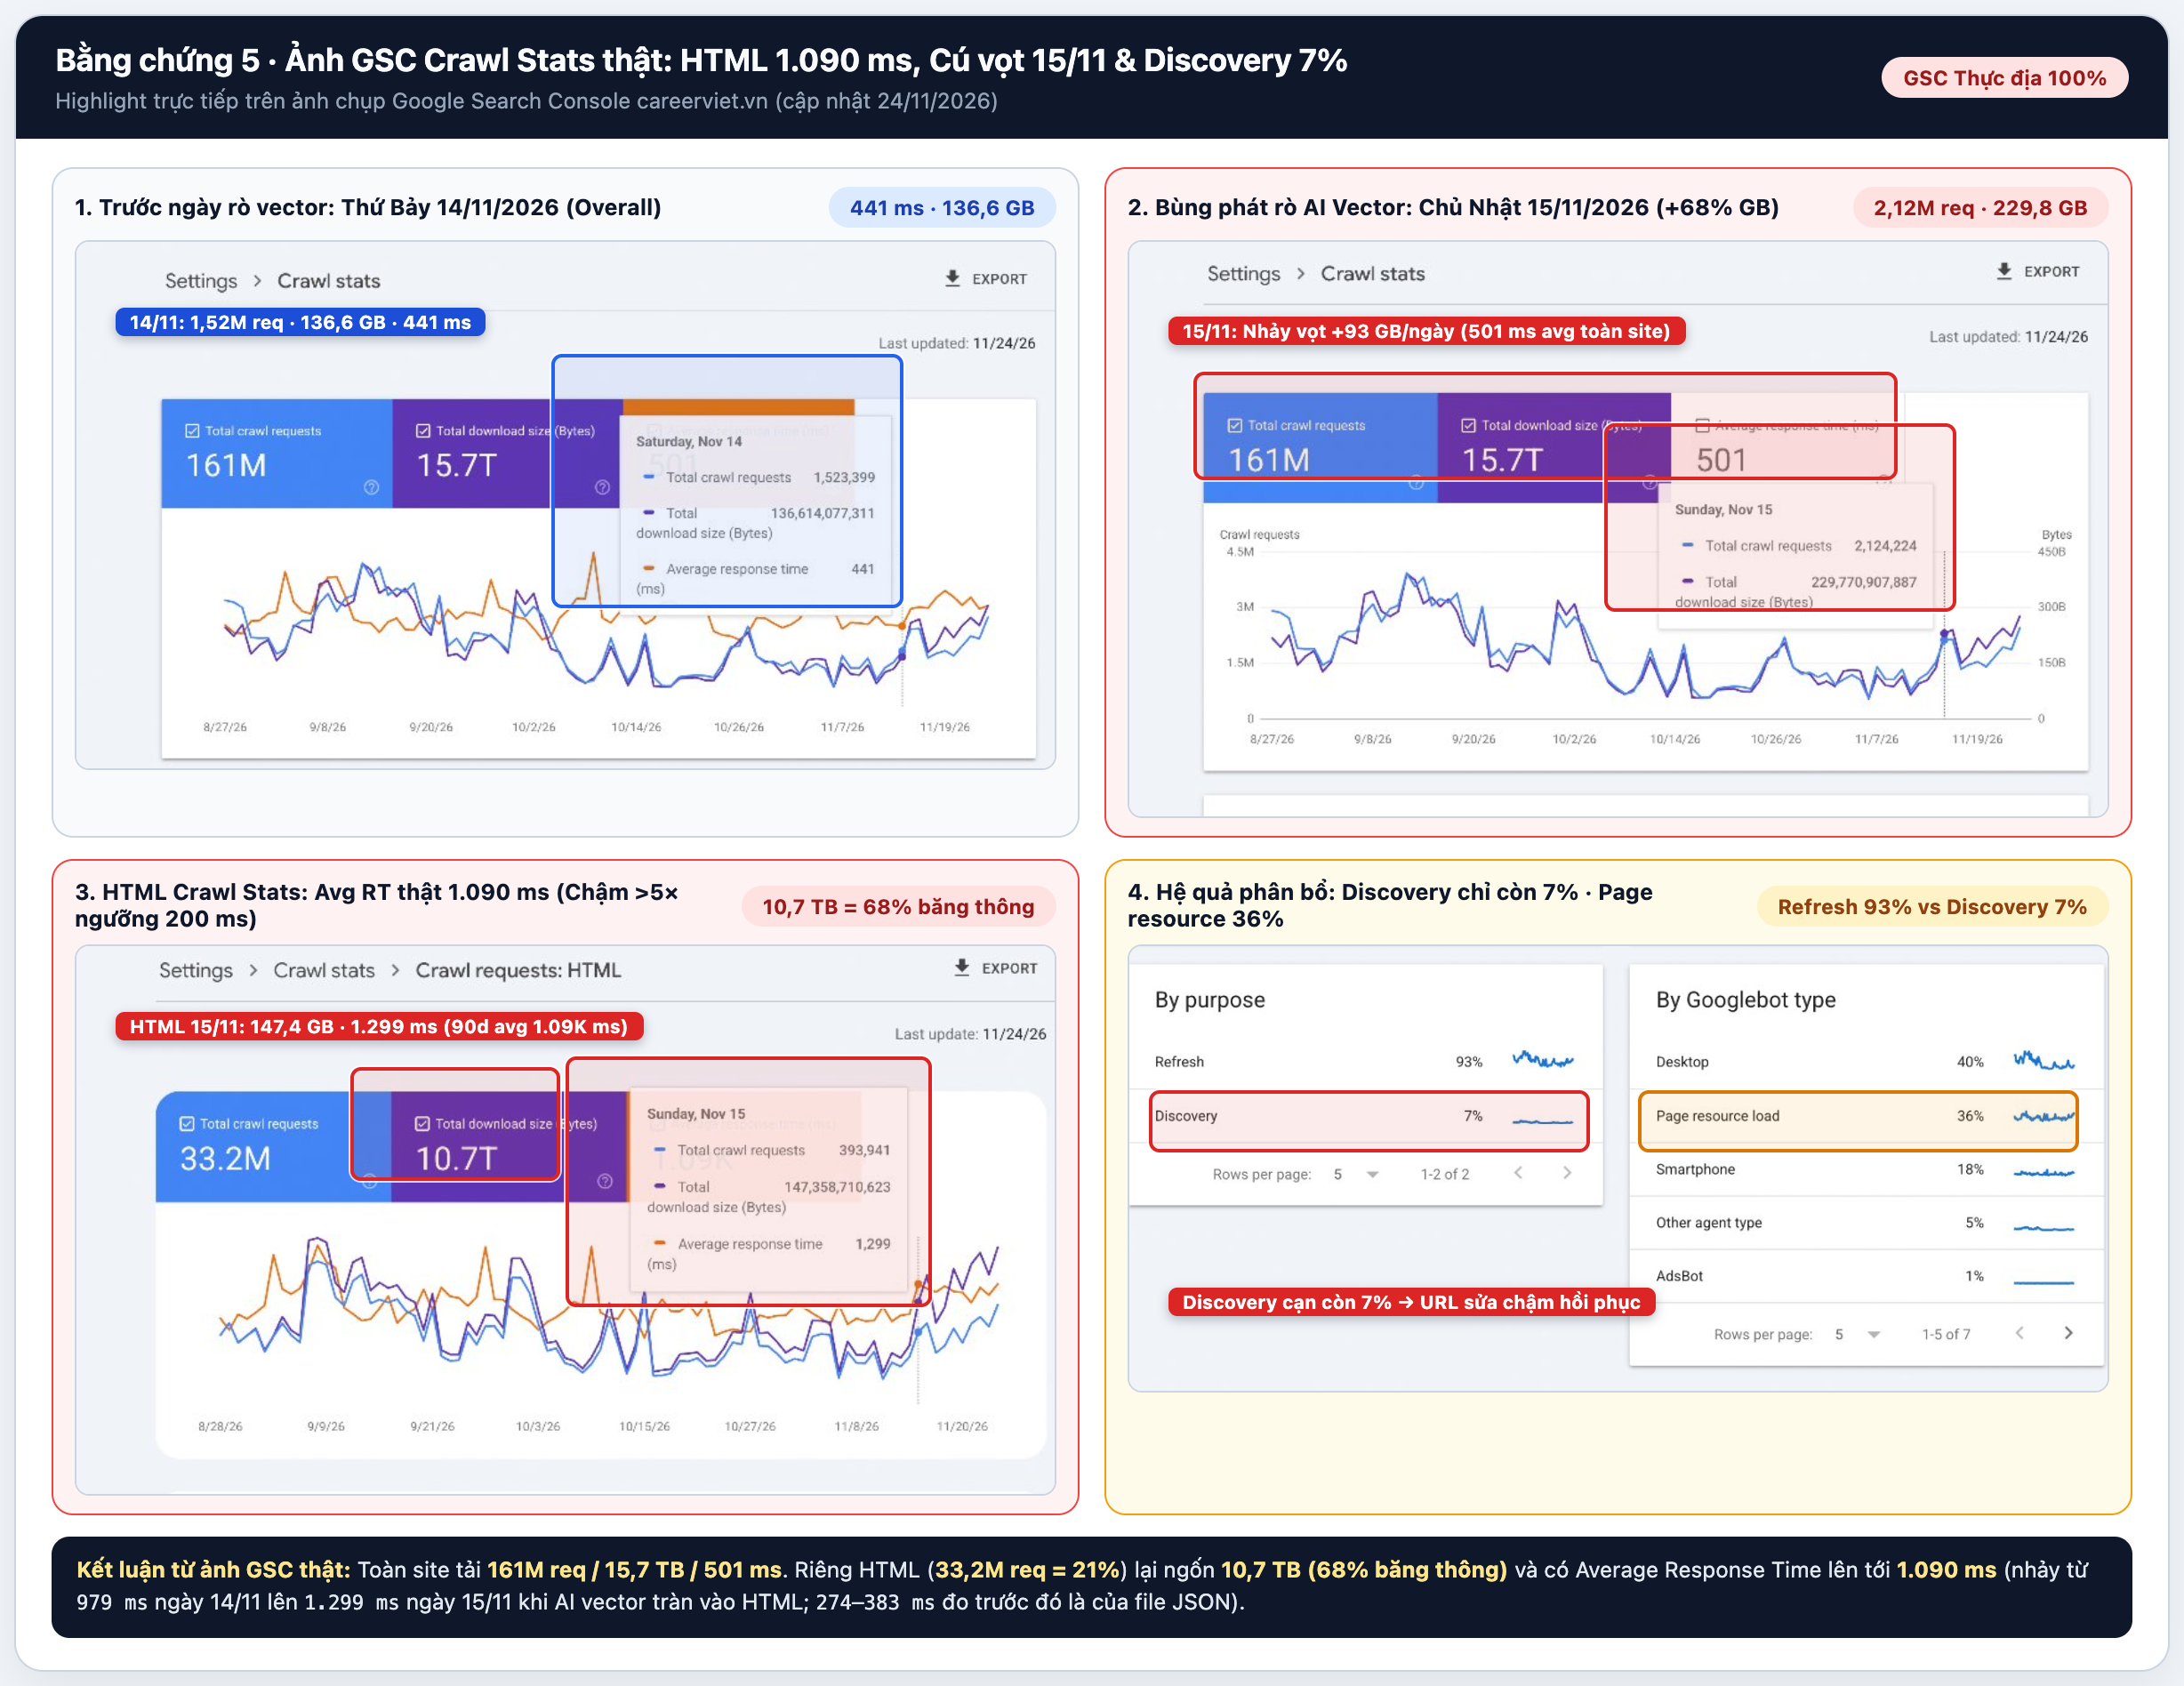 Bằng chứng 5 · Ảnh GSC Crawl Stats thật: HTML 1.090 ms, Cú vọt 15/11 & Discovery 7%
Highlight trực tiếp trên ảnh chụp Google Search Console careerviet.vn (cập nhật 24/11/2026)
GSC Thực địa 100%
1. Trước ngày rò vector: Thứ Bảy 14/11/2026 (Overall)
441 ms · 136,6 GB
Settings > Crawl stats
EXPORT
14/11: 1,52M req · 136,6 GB · 441 ms
Last updated: 11/24/26
Total crawl requests
161M
Total download size (Bytes)
15.7T
501
Saturday, Nov 14
Total crawl requests 1,523,399
Total 136,614,077,311
download size (Bytes)
Average response time 441
(ms)
8/27/26 9/8/26 9/20/26 10/2/26 10/14/26 10/26/26 11/7/26 11/19/26
2. Bùng phát rò AI Vector: Chủ Nhật 15/11/2026 (+68% GB)
2,12M req · 229,8 GB
Settings > Crawl stats
EXPORT
15/11: Nhảy vọt +93 GB/ngày (501 ms avg toàn site)
Last updated: 11/24/26
Total crawl requests
161M
Total download size (Bytes)
15.7T
Average response time (ms)
501
Sunday, Nov 15
Total crawl requests 2,124,224
Total 229,770,907,887
download size (Bytes)
Crawl requests
Bytes
4.5M 450B
3M 300B
1.5M 150B
0 0
8/27/26 9/8/26 9/20/26 10/2/26 10/14/26 10/26/26 11/7/26 11/19/26
3. HTML Crawl Stats: Avg RT thật 1.090 ms (Chậm >5×
ngưỡng 200 ms)
10,7 TB = 68% băng thông
Settings > Crawl stats > Crawl requests: HTML
EXPORT
HTML 15/11: 147,4 GB · 1.299 ms (90d avg 1.09K ms)
Last update: 11/24/26
Total crawl requests
33.2M
Total download size (Bytes)
10.7T
1.09K
Sunday, Nov 15
Total crawl requests 393,941
Total 147,358,710,623
download size (Bytes)
Average response time 1,299
(ms)
8/28/26 9/9/26 9/21/26 10/3/26 10/15/26 10/27/26 11/8/26 11/20/26
4. Hệ quả phân bổ: Discovery chỉ còn 7% · Page
resource 36%
Refresh 93% vs Discovery 7%
By purpose
Refresh 93%
Discovery 7%
Rows per page: 5 1-2 of 2
By Googlebot type
Desktop 40%
Page resource load 36%
Smartphone 18%
Other agent type 5%
AdsBot 1%
Rows per page: 5 1-5 of 7
Discovery cạn còn 7% → URL sửa chậm hồi phục
Kết luận từ ảnh GSC thật: Toàn site tải 161M req / 15,7 TB / 501 ms. Riêng HTML (33,2M req = 21%) lại ngốn 10,7 TB (68% băng thông) và có Average Response Time lên tới 1.090 ms (nhảy từ
979 ms ngày 14/11 lên 1.299 ms ngày 15/11 khi AI vector tràn vào HTML; 274–383 ms đo trước đó là của file JSON).